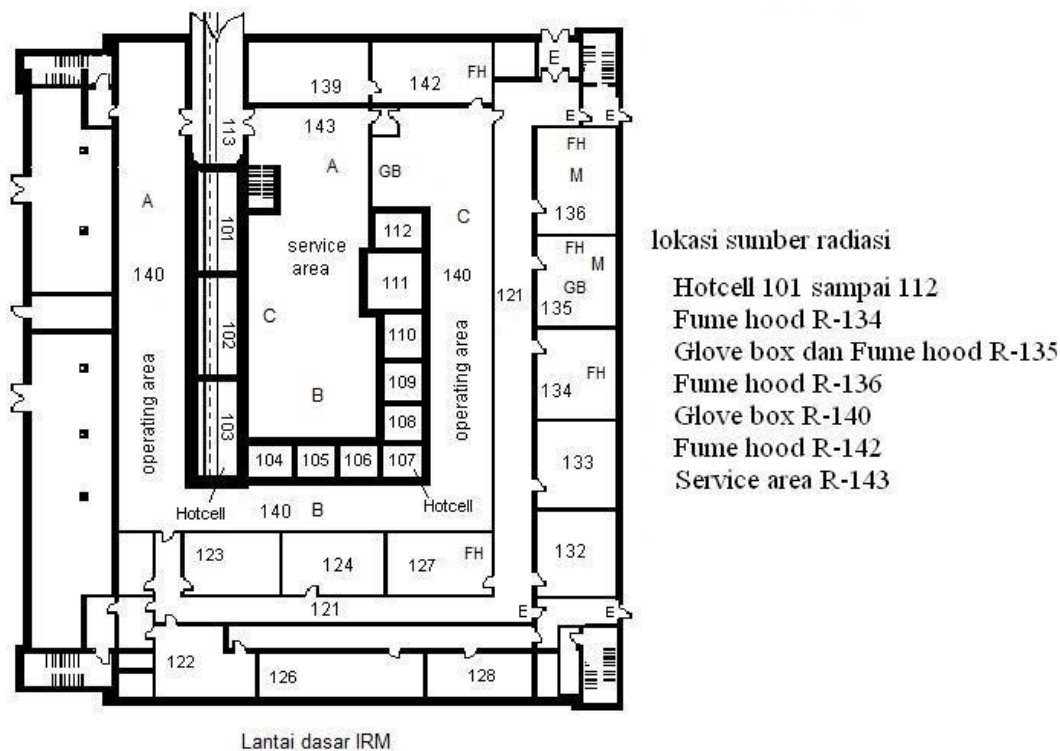 E
139
142
FH
113
143
E
E
A
GB
FH
M
136
A
C
112
101
service
area
111
140
140
121
FH
M
GB
135
C
110
102
109
134
FH
B
108
operating area
operating area
103
133
104
105
106
107
Hotcell
140
B
Hotcell
132
123
124
127
FH
121
E
E
122
126
128
Lantai dasar IRM
lokasi sumber radiasi
Hotcell 101 sampai 112
Fume hood R-134
Glove box dan Fume hood R-135
Fume hood R-136
Glove box R-140
Fume hood R-142
Service area R-143